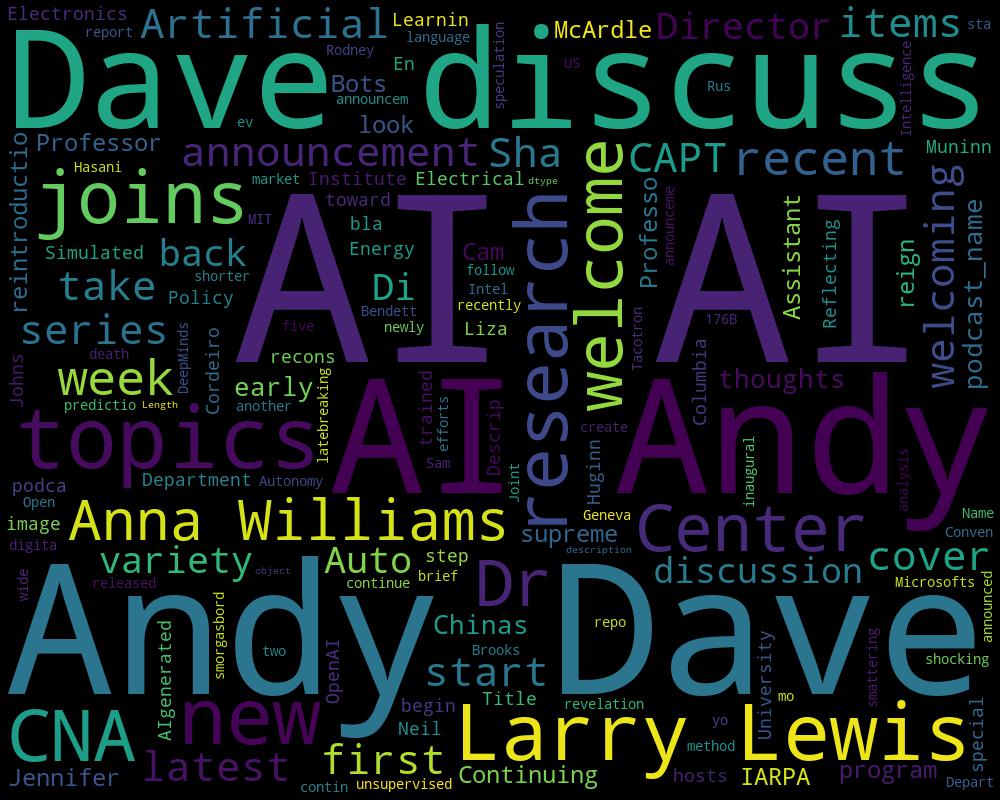 Electronics
report
Artificial
Learnin
language
McArdle
Director
items
sta
Dave discuss
Rodney
En
Bots
announcem
speculation
US
Rus
Intelligence
ev
look
Professor
Hasani
announcement
Sha
CAPT
recent
Muninn
reintroductio
joins
market
Institute
Electrical
dtype
toward
MIT
AI
AI
research
welcome
Professo
announceme
Assistant
Reflecting
reign
welcoming
podcast_name
bla
Simulated
back
Energy
Cam
shorter
follow
take
Policy
Di
Intel
recently
Bendett
newly
Liza
five
176B
Tacotron
series
death
DeepMinds
Cordeiro
recons
Columbia
Johns
week
early
another
latebreaking
thoughts
predictio
Length
trained
efforts
Descrip
topics
AI
Andy
Sam
create
Huginn
inaugural
analysis
Department
Autonomy
Joint
podca
Open
image
Anna Williams
Geneva
supreme
Center
Name
Conven
digita
description
variety
Auto
step
brief
continue
object
released
wide
Dr
discussion
cover
Microsofts
announced
Andy Dave
smorgasbord
AIgenerated
two
OpenAI
Chinas
Brooks
start
repo
University
smattering
shocking
Title
revelation
mo
CNA
new
begin
Neil
Larry Lewis
yo
method
special
Jennifer
latest
first
Continuing
contin
unsupervised
hosts
IARPA
program
Depart